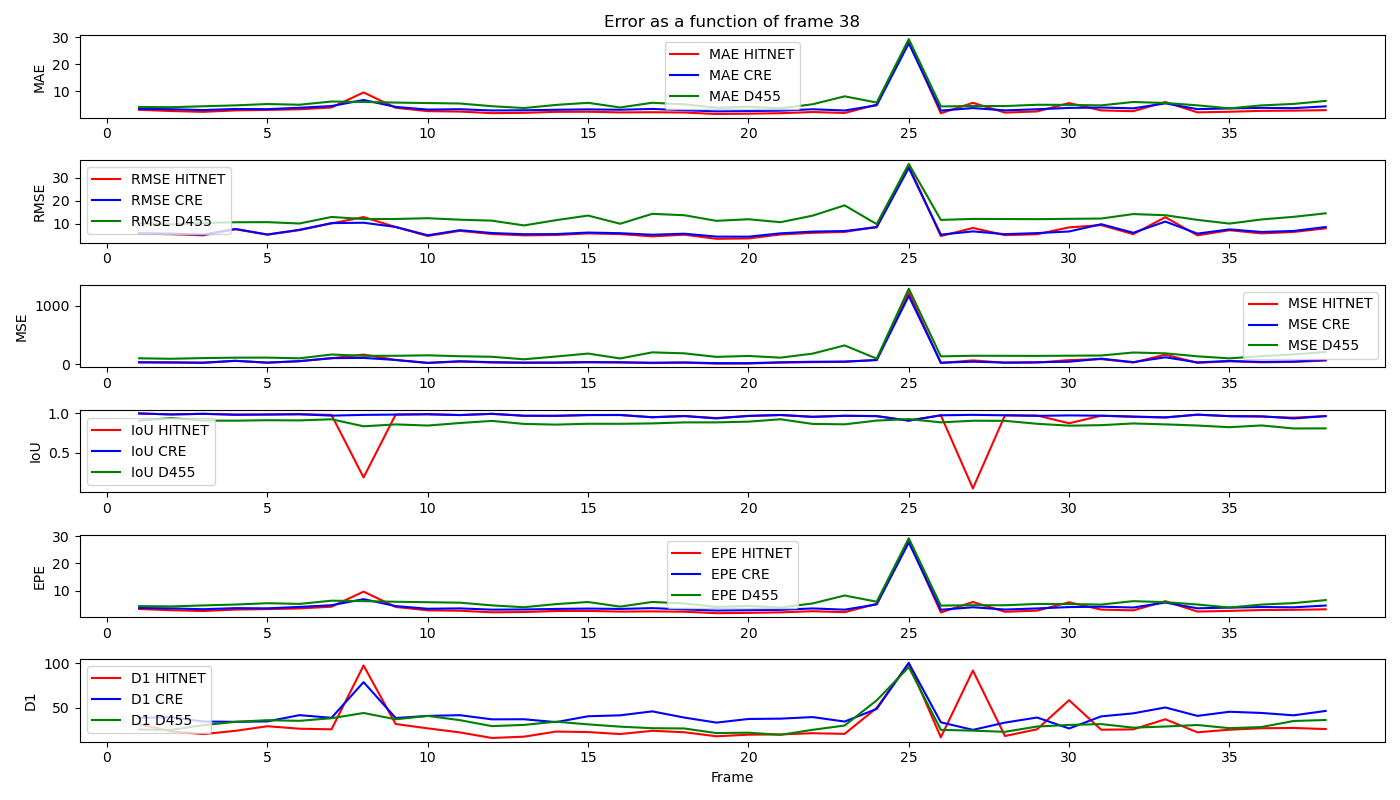 Error as a function of frame 38
30
20
10
MAE
MAE HITNET
MAE CRE
MAE D455
0 5 10 15 20 25 30 35
30
20
10
RMSE
RMSE HITNET
RMSE CRE
RMSE D455
0 5 10 15 20 25 30 35
1000
0
MSE
MSE HITNET
MSE CRE
MSE D455
0 5 10 15 20 25 30 35
1.0
0.5
IoU
IoU HITNET
IoU CRE
IoU D455
0 5 10 15 20 25 30 35
30
20
10
EPE
EPE HITNET
EPE CRE
EPE D455
0 5 10 15 20 25 30 35
100
50
D1
D1 HITNET
D1 CRE
D1 D455
0 5 10 15 20 25 30 35
Frame